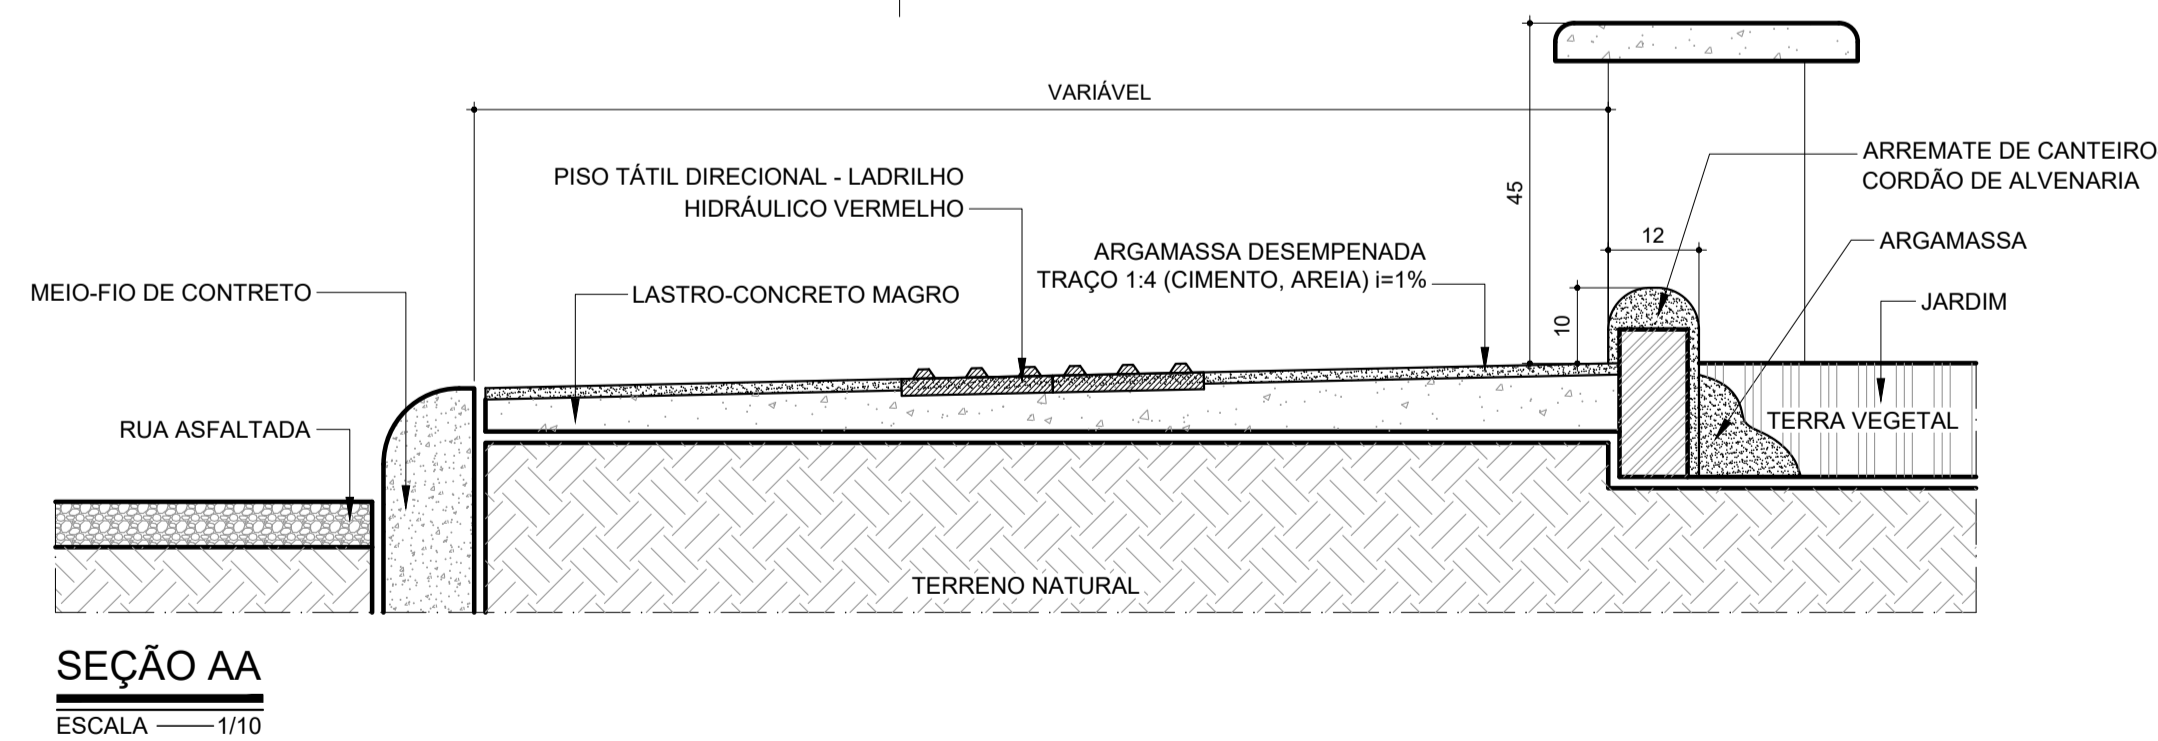 VARIÁVEL
PISO TÁTIL DIRECIONAL - LADRILHO
HIDRÁULICO VERMELHO
ARREMATE DE CANTEIRO
CORDÃO DE ALVENARIA
45
12
ARGAMASSA
ARGAMASSA DESEMPENADA
TRAÇO 1:4 (CIMENTO, AREIA) i=1%
MEIO-FIO DE CONTRETO
LASTRO-CONCRETO MAGRO
10
JARDIM
RUA ASFALTADA
TERRA VEGETAL
TERRENO NATURAL
SEÇÃO AA
ESCALA 1/10